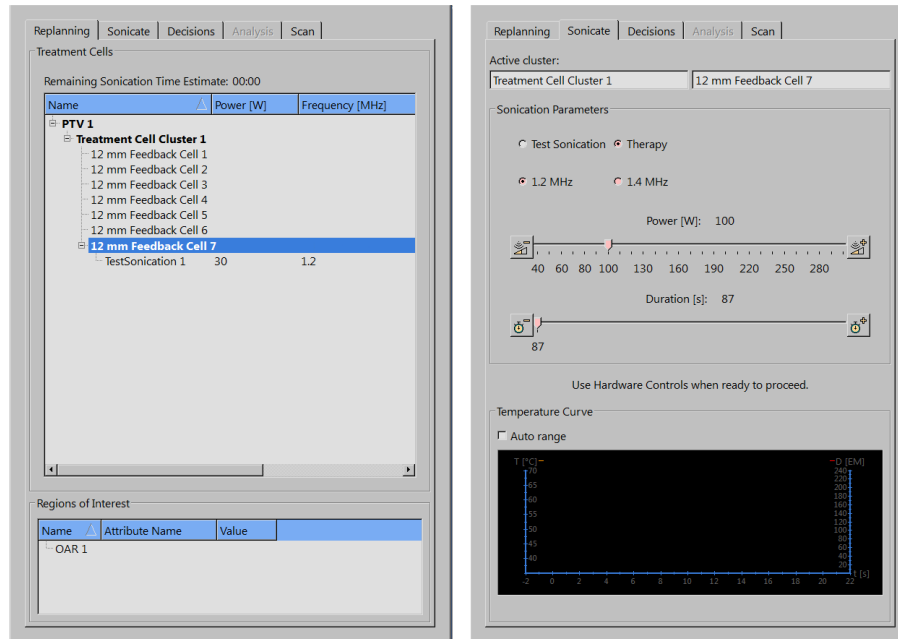 Replanning Sonicate Decisions Analysis Scan
Treatment Cells
Remaining Sonication Time Estimate: 00:00
Name Power [W] Frequency [MHz]
PTV 1
Treatment Cell Cluster 1
12 mm Feedback Cell 1
12 mm Feedback Cell 2
12 mm Feedback Cell 3
12 mm Feedback Cell 4
12 mm Feedback Cell 5
12 mm Feedback Cell 6
12 mm Feedback Cell 7
TestSonication 1 30 1.2
Regions of Interest
Name Attribute Name Value
OAR 1
Replanning Sonicate Decisions Analysis Scan
Active cluster:
Treatment Cell Cluster 1 12 mm Feedback Cell 7
Sonication Parameters
Test Sonication Therapy
1.2 MHz 1.4 MHz
Power [W]: 100
40 60 80 100 130 160 190 220 250 280
Duration [s]: 87
87
Use Hardware Controls when ready to proceed.
Temperature Curve
Auto range
T [°C] D [EM]
70 240
220
65 200
180
60 160
55 140
120
50 100
80
45 60
40 40
20
t [s]
-2 0 2 4 6 8 10 12 14 16 18 20 22